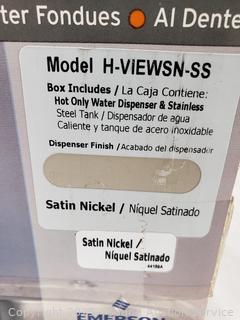 ter Fondues • Al Dente
Model H-ViEWSN-SS
Box Includes / La Caja Contiene:
Hot Only Water Dispenser & Stainless
Steel Tank / Dispensador de agua
Caliente y tanque de acero inoxidable
Dispenser Finish / Acabado del dispensador
Satin Nickel / Níquel Satinado
Satin Nickel /
Níquel Satinado
44188A
EMERSON